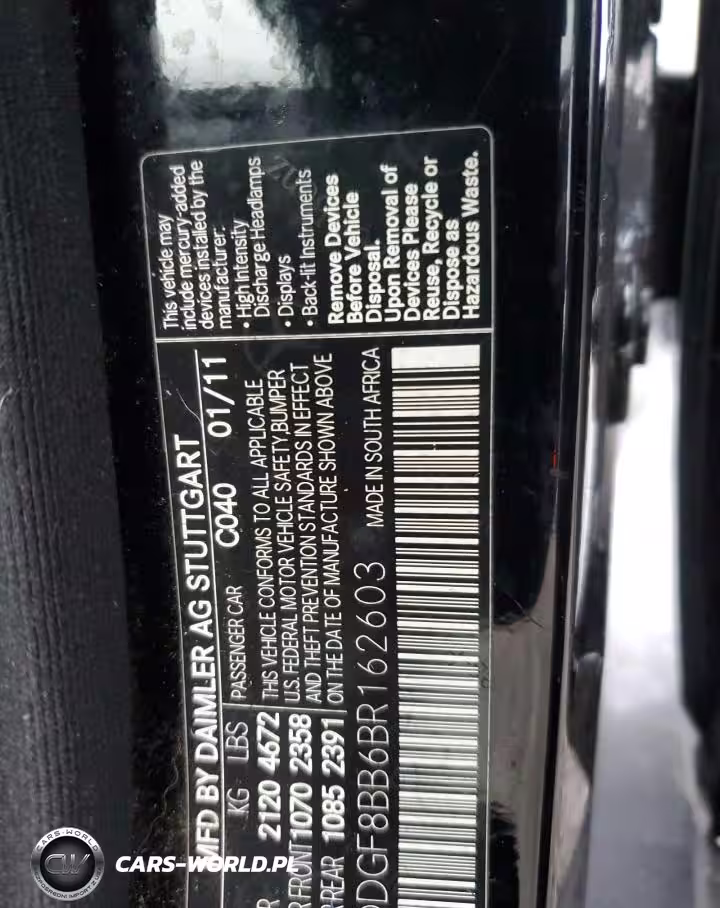 MFD BY DAIMLER AG STUTTGART
KG LBS PASSENGER CAR C040 01/11
2120 4672
FRONT 1070 2358
REAR 1085 2391
THIS VEHICLE CONFORMS TO ALL APPLICABLE
U.S. FEDERAL MOTOR VEHICLE SAFETY BUMPER
AND THEFT PREVENTION STANDARDS IN EFFECT
ON THE DATE OF MANUFACTURE SHOWN ABOVE
DGF8BB6BR162603 MADE IN SOUTH AFRICA
This vehicle may
include mercury-added
devices installed by the
manufacturer:
• High Intensity
Discharge Headlamps
• Displays
• Back-lit Instruments
Remove Devices
Before Vehicle
Disposal.
Upon Removal of
Devices Please
Reuse, Recycle or
Dispose as
Hazardous Waste.
CARS-WORLD
CW
CARS-WORLD.PL